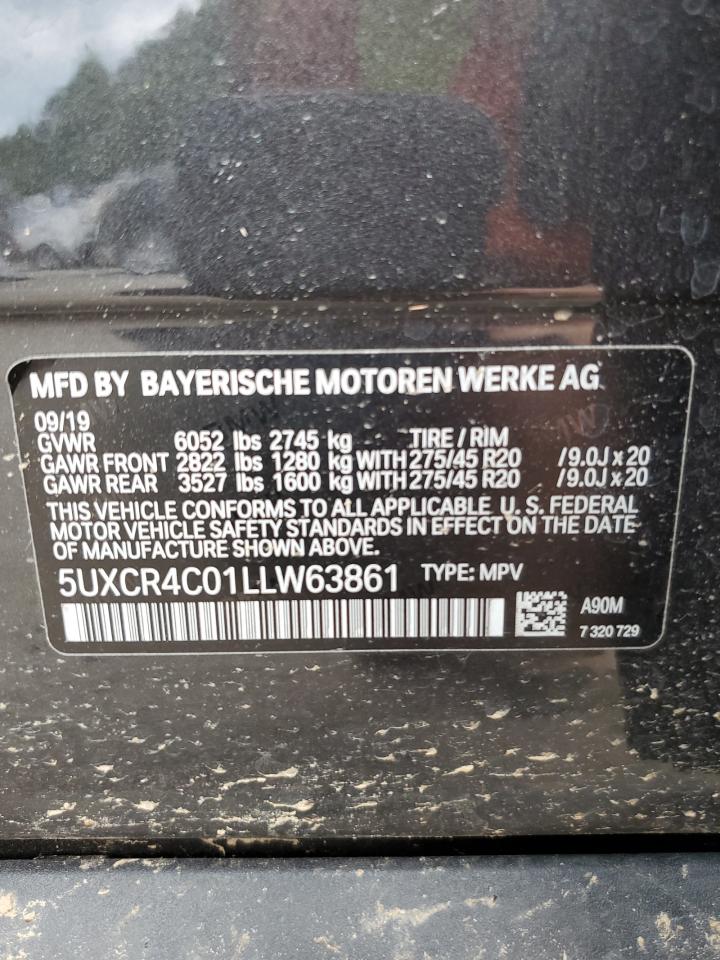 MFD BY BAYERISCHE MOTOREN WERKE AG
09/19
GVWR 6052 lbs 2745 kg TIRE / RIM
GAWR FRONT 2822 lbs 1280 kg WITH 275/45 R20 /9.0J x 20
GAWR REAR 3527 lbs 1600 kg WITH 275/45 R20 /9.0J x 20
THIS VEHICLE CONFORMS TO ALL APPLICABLE U. S. FEDERAL
MOTOR VEHICLE SAFETY STANDARDS IN EFFECT ON THE DATE
OF MANUFACTURE SHOWN ABOVE.
5UXCR4C01LLW63861 TYPE: MPV
A90M
7 320 729